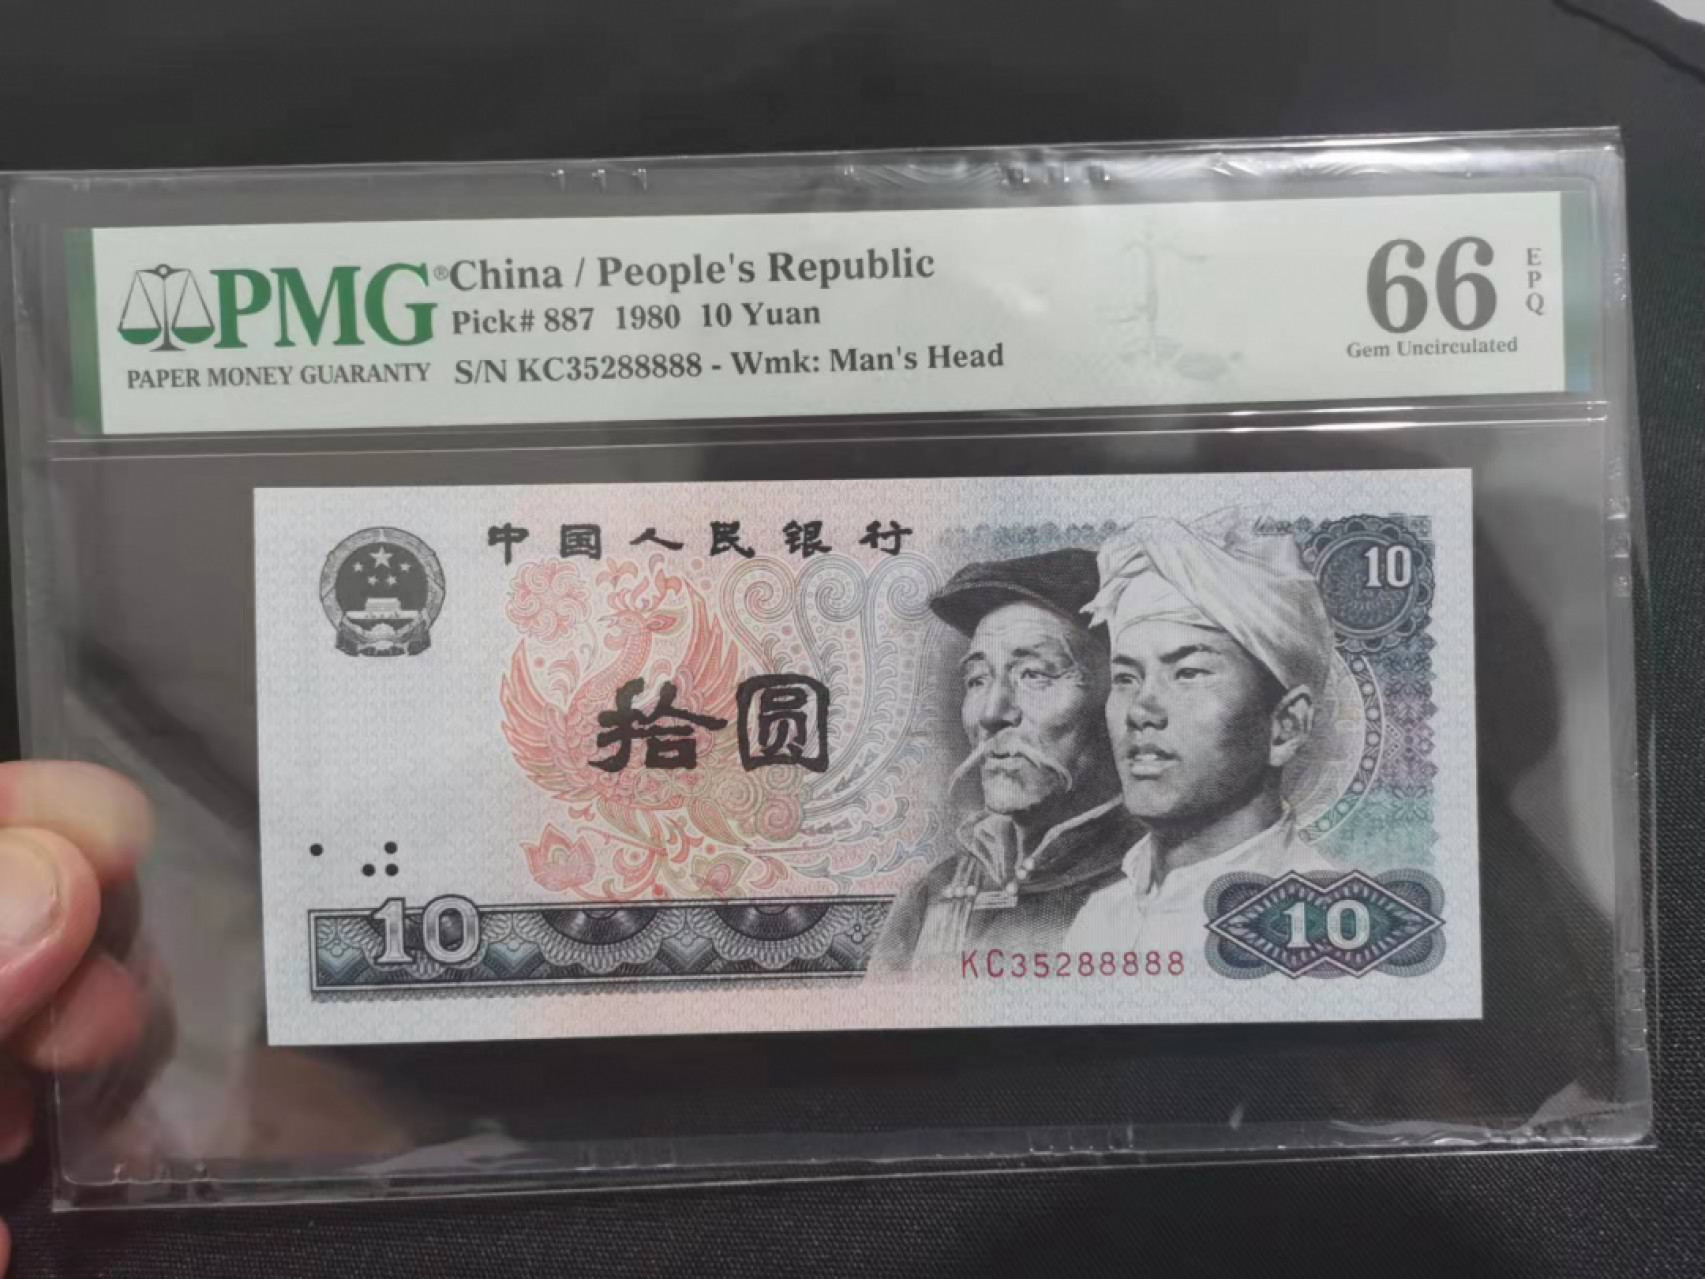 PMG® China / People's Republic
Pick# 887 1980 10 Yuan
PAPER MONEY GUARANTY S/N KC35288888 - Wmk: Man's Head
66 EPQ
Gem Uncirculated
中国人民银行
10
拾圆
10
10
KC35288888